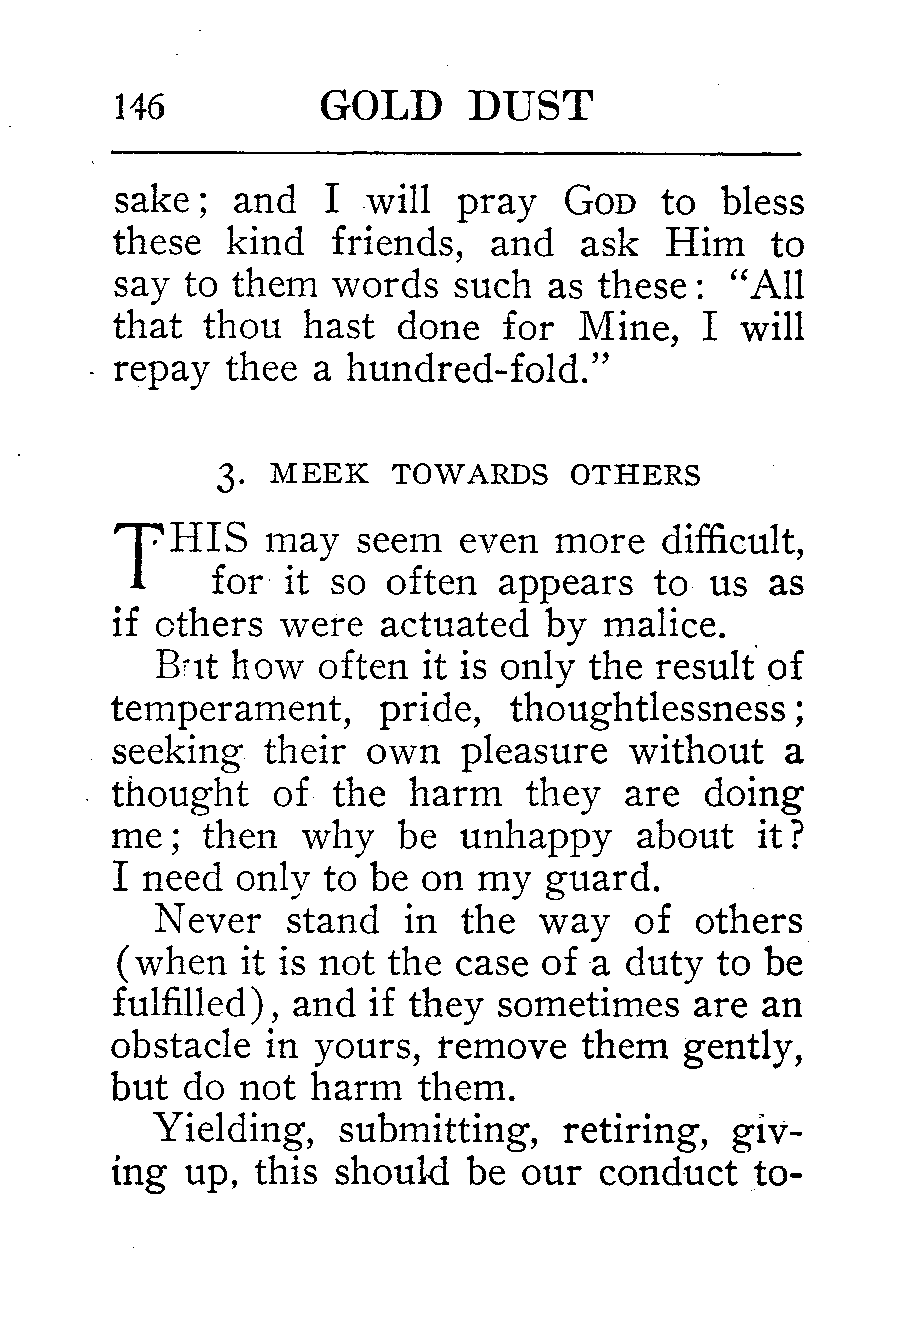 146 GOLD DUST
sake; and I will pray GOD to bless
these kind friends, and ask Him to
say to them words such as these: “All
that thou hast done for Mine, I will
repay thee a hundred-fold.”
3. MEEK TOWARDS OTHERS
THIS may seem even more difficult,
for it so often appears to us as
if others were actuated by malice.
But how often it is only the result of
temperament, pride, thoughtlessness;
seeking their own pleasure without a
thought of the harm they are doing
me; then why be unhappy about it?
I need only to be on my guard.
Never stand in the way of others
(when it is not the case of a duty to be
fulfilled), and if they sometimes are an
obstacle in yours, remove them gently,
but do not harm them.
Yielding, submitting, retiring, giv-
ing up, this should be our conduct to-